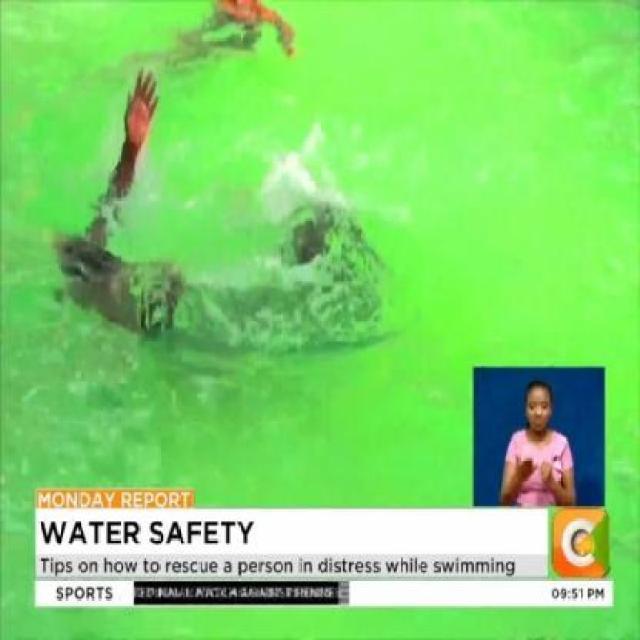 MONDAY REPORT
WATER SAFETY
Tips on how to rescue a person in distress while swimming
SPORTS
09:51 PM